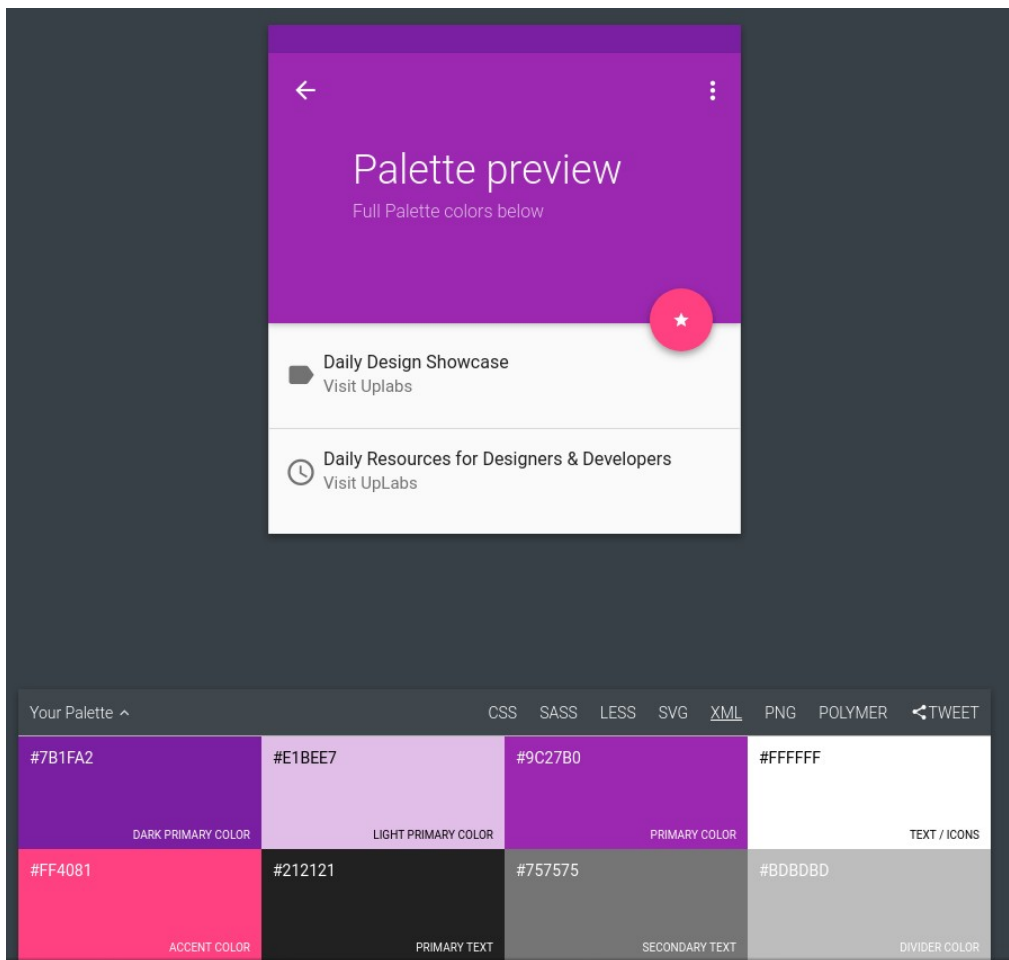 Palette preview
Full Palette colors below
Daily Design Showcase
Visit Uplabs
Daily Resources for Designers & Developers
Visit UpLabs
Your Palette CSS SASS LESS SVG XML PNG POLYMER TWEET
#7B1FA2 #E1BEE7 #9C27B0 #FFFFFF
DARK PRIMARY COLOR LIGHT PRIMARY COLOR PRIMARY COLOR TEXT / ICONS
#FF4081 #212121 #757575 #BDBDBD
ACCENT COLOR PRIMARY TEXT SECONDARY TEXT DIVIDER COLOR